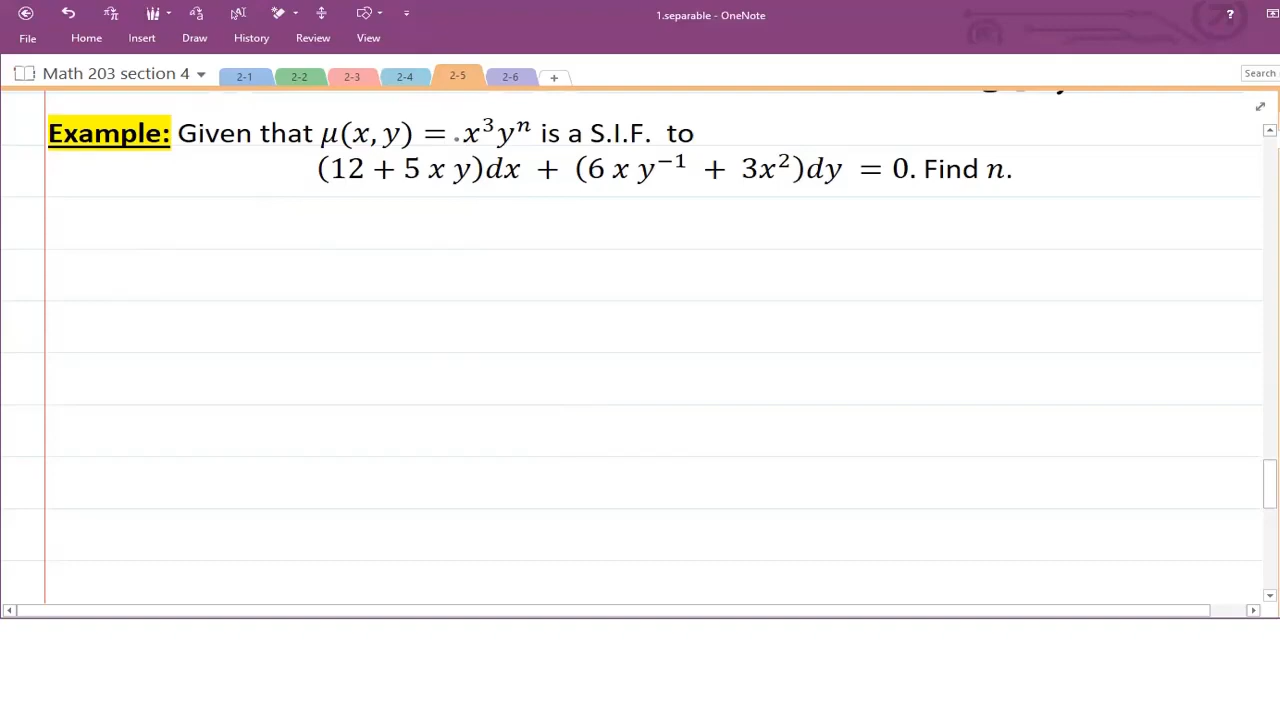 1.separable - OneNote
?
File Home Insert Draw History Review View
Math 203 section 4 2-1 2-2 2-3 2-4 2-5 2-6 + Search
Example: Given that μ(x, y) = x³yⁿ is a S.I.F. to
(12 + 5 x y)dx + (6 x y⁻¹ + 3x²)dy = 0. Find n.